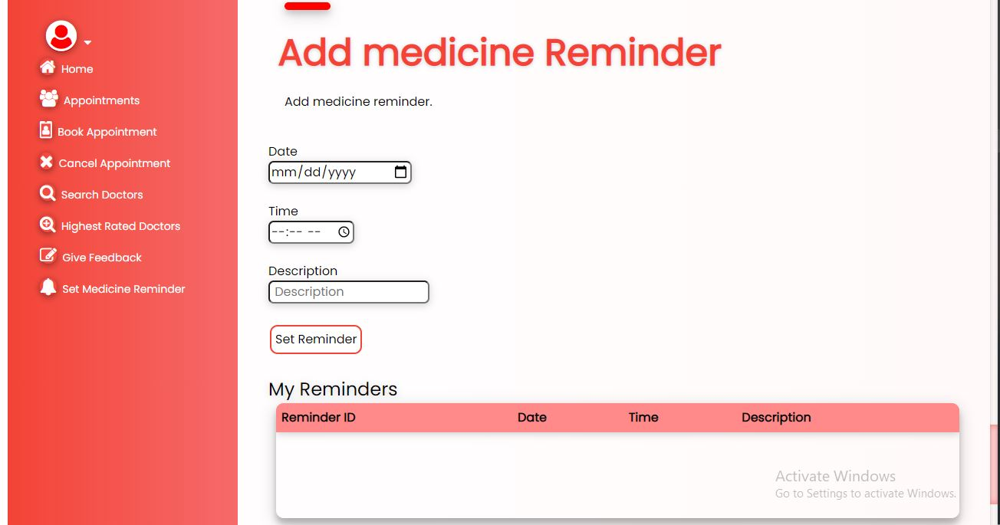 Home
Appointments
Book Appointment
Cancel Appointment
Search Doctors
Highest Rated Doctors
Give Feedback
Set Medicine Reminder
Add medicine Reminder
Add medicine reminder.
Date
mm/dd/yyyy
Time
--:-- --
Description
Description
Set Reminder
My Reminders
Reminder ID Date Time Description
Activate Windows
Go to Settings to activate Windows.